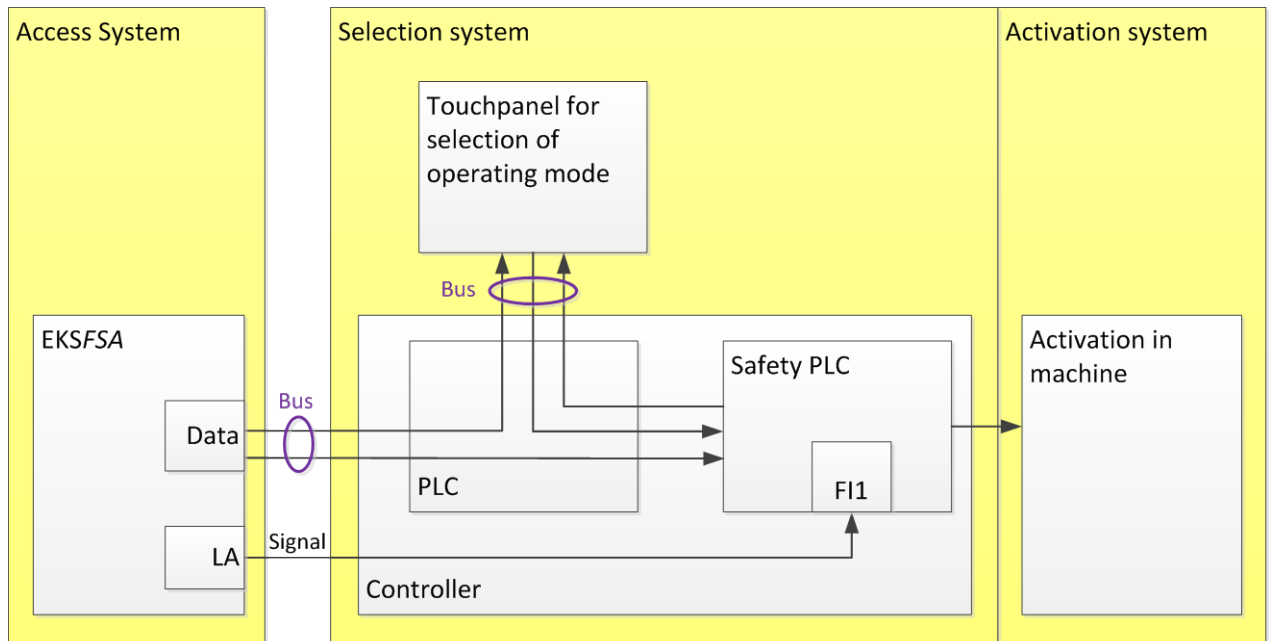 Access System
Selection system
Activation system
Touchpanel for
selection of
operating mode
Bus
EKSFSA
Safety PLC
Activation in
machine
Bus
Data
PLC
FI1
LA
Signal
Controller